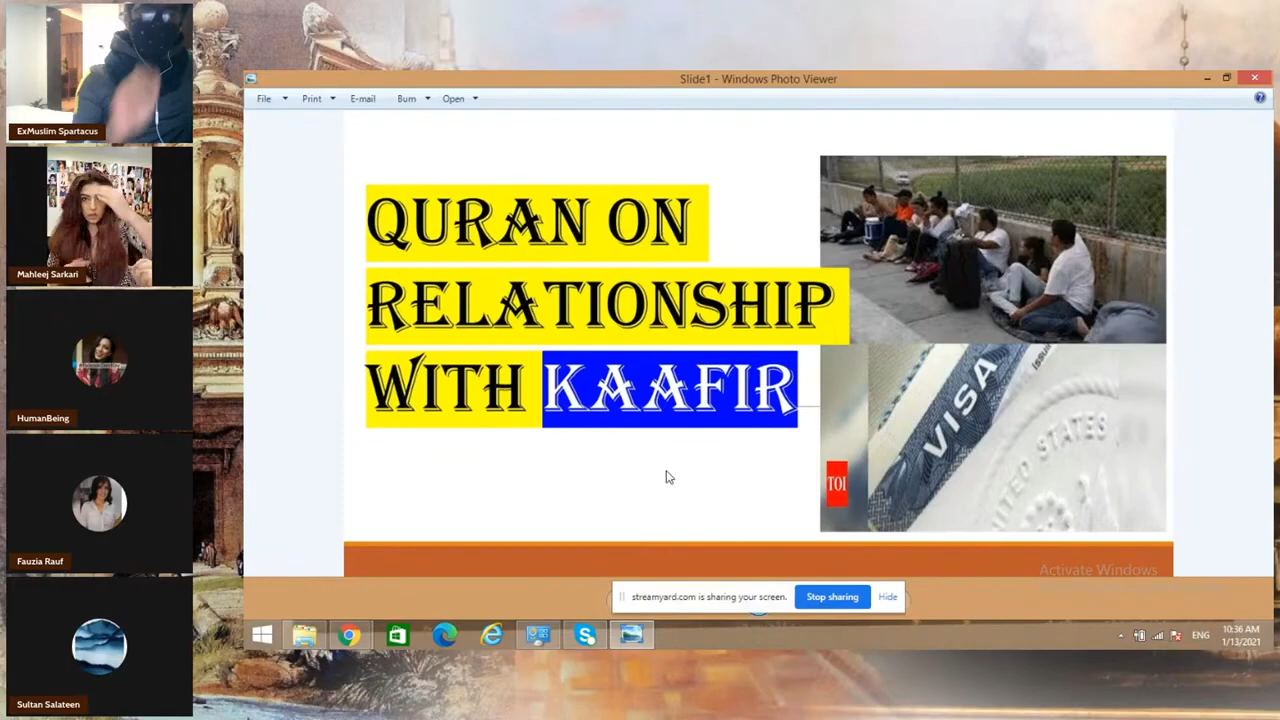 ExMuslim Spartacus
Mahleej Sarkari
HumanBeing
Fauzia Rauf
Sultan Salateen
Slide1 - Windows Photo Viewer
File Print E-mail Burn Open
QURAN ON
RELATIONSHIP
WITH KAAFIR
VISA
UNITED STATES
TOI
Activate Windows
streamyard.com is sharing your screen. Stop sharing Hide
ENG
10:36 AM
1/13/2021